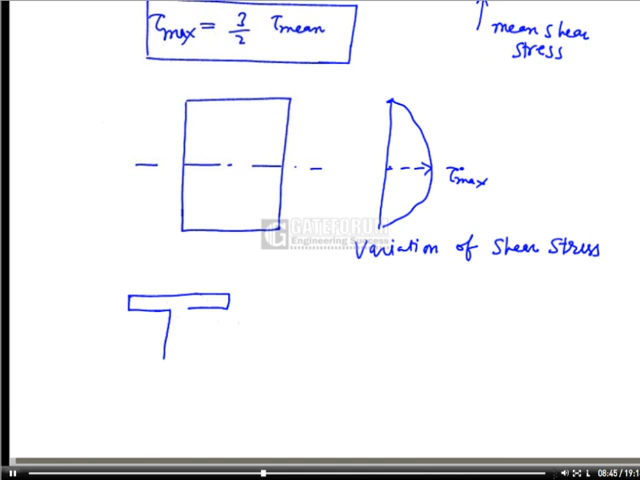 τmax = 3/2 τmean
mean shear
stress
τmax
GATEFORUM
Engineering Success
Variation of Shear Stress
08:45 / 19:1